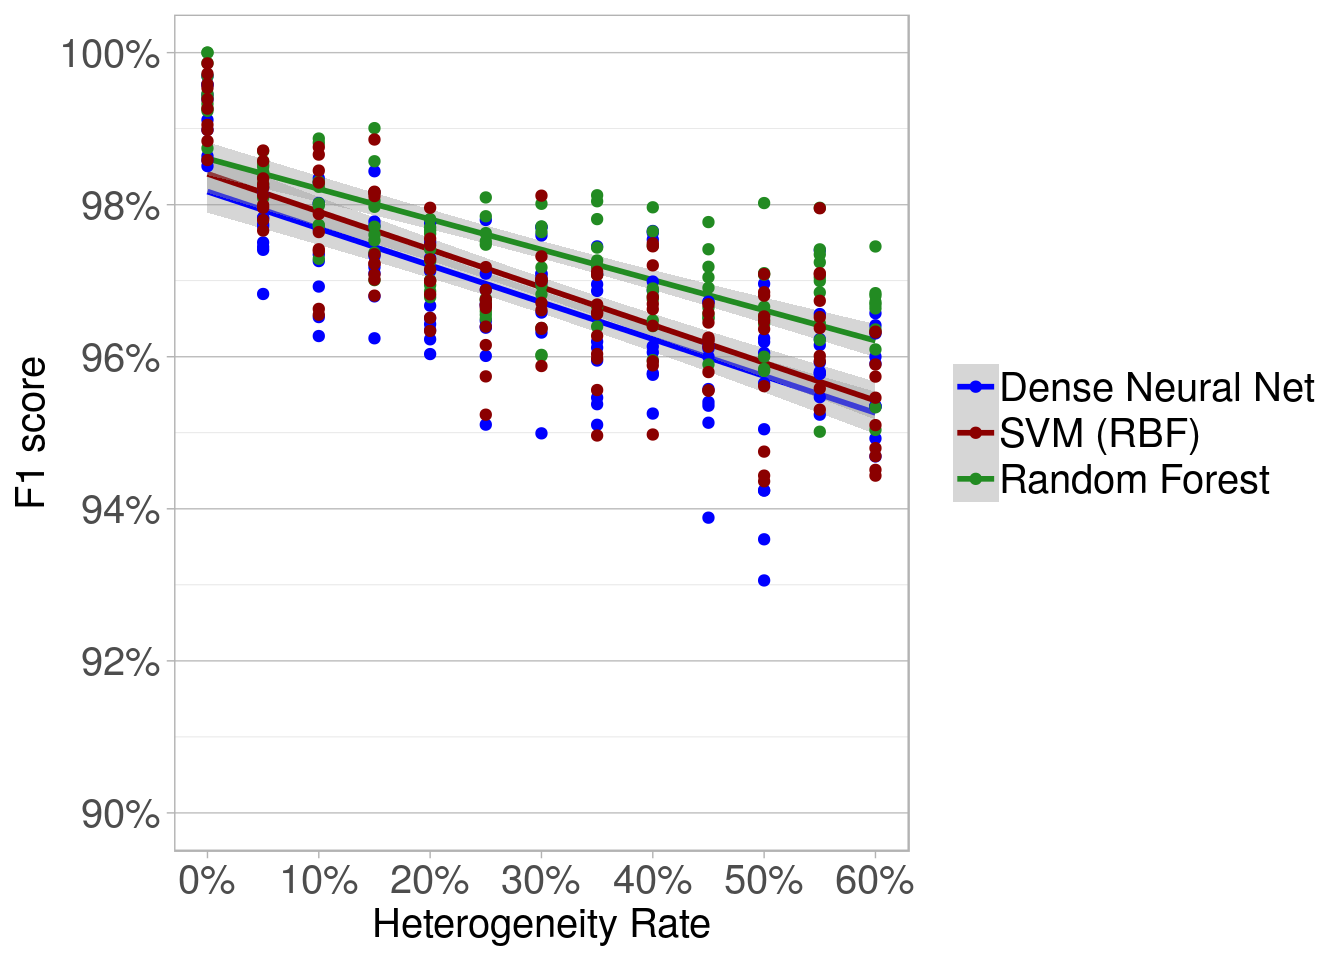 100%
98%
96%
94%
92%
90%
F1 score
0% 10% 20% 30% 40% 50% 60%
Heterogeneity Rate
Dense Neural Net
SVM (RBF)
Random Forest